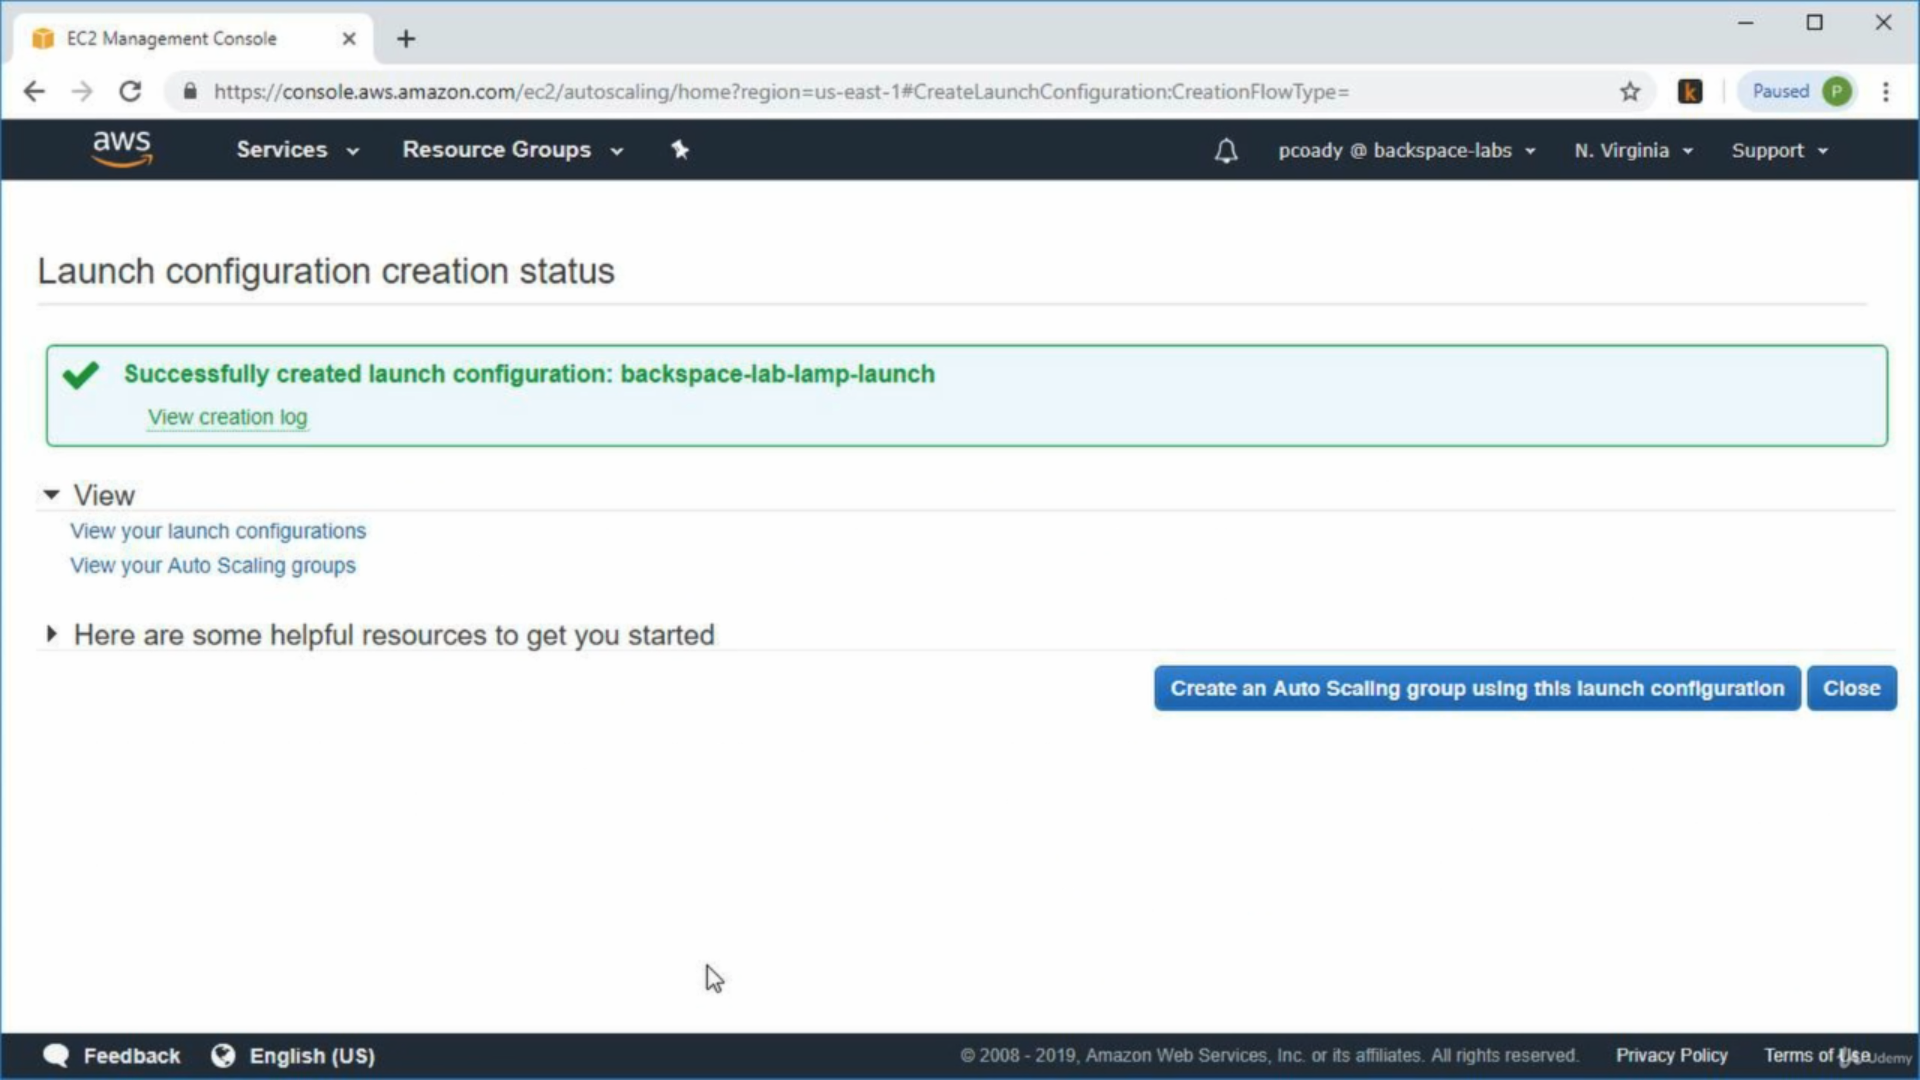 EC2 Management Console
https://console.aws.amazon.com/ec2/autoscaling/home?region=us-east-1#CreateLaunchConfiguration:CreationFlowType=
k
Paused P
aws Services Resource Groups pcoady @ backspace-labs N. Virginia Support
Launch configuration creation status
Successfully created launch configuration: backspace-lab-lamp-launch
View creation log
View
View your launch configurations
View your Auto Scaling groups
Here are some helpful resources to get you started
Create an Auto Scaling group using this launch configuration Close
Feedback English (US) © 2008 - 2019, Amazon Web Services, Inc. or its affiliates. All rights reserved. Privacy Policy Terms of Use
Udemy